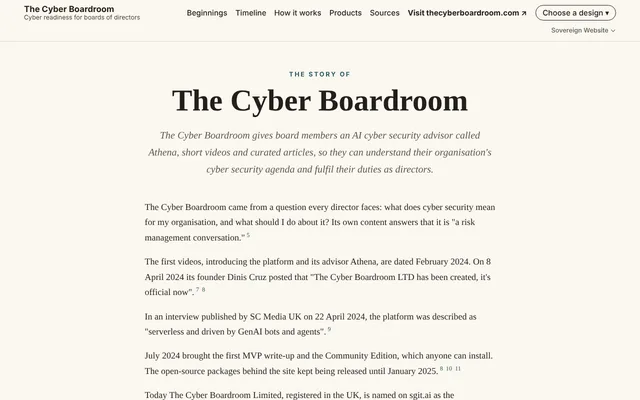 The Cyber Boardroom
Cyber readiness for boards of directors
Beginnings Timeline How it works Products Sources Visit thecyberboardroom.com ↗ Choose a design ▾
Sovereign Website
THE STORY OF
The Cyber Boardroom
The Cyber Boardroom gives board members an AI cyber security advisor called
Athena, short videos and curated articles, so they can understand their organisation's
cyber security agenda and fulfil their duties as directors.
The Cyber Boardroom came from a question every director faces: what does cyber security mean
for my organisation, and what should I do about it? Its own content answers that it is "a risk
management conversation." 5
The first videos, introducing the platform and its advisor Athena, are dated February 2024. On 8
April 2024 its founder Dinis Cruz posted that "The Cyber Boardroom LTD has been created, it's
official now". 7 8
In an interview published by SC Media UK on 22 April 2024, the platform was described as
"serverless and driven by GenAI bots and agents". 9
July 2024 brought the first MVP write-up and the Community Edition, which anyone can install.
The open-source packages behind the site kept being released until January 2025. 8 10 11
Today The Cyber Boardroom Limited, registered in the UK, is named on sgit.ai as the